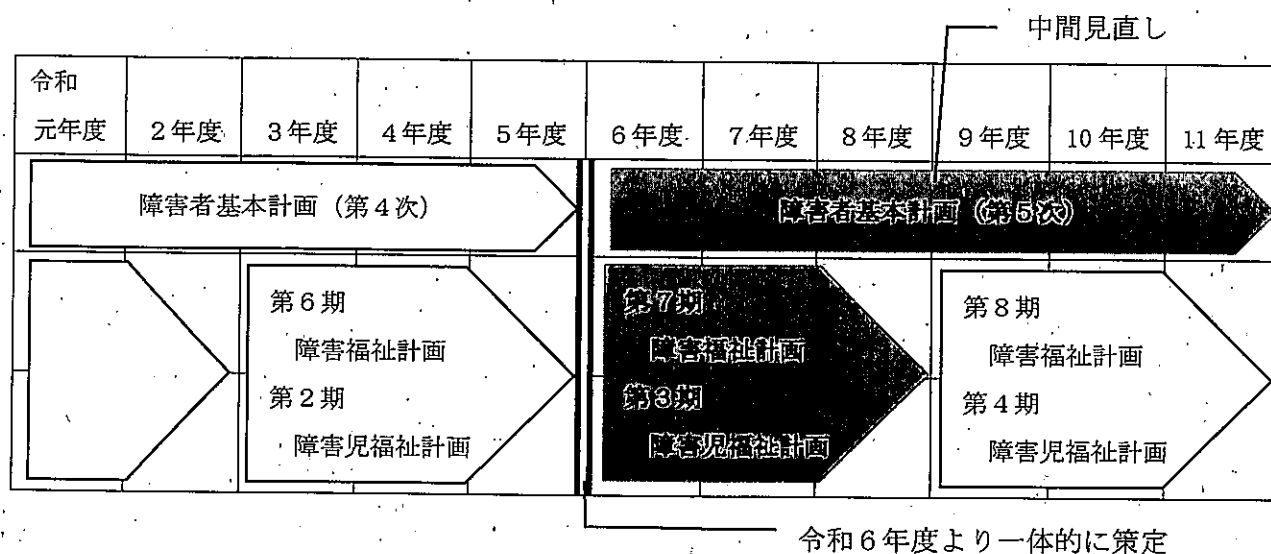 中間見直し
令和
元年度 2年度 3年度 4年度 5年度 6年度 7年度 8年度 9年度 10年度 11年度
障害者基本計画（第4次） 障害者基本計画（第5次）
第6期
障害福祉計画
第2期
障害児福祉計画
第7期
障害福祉計画
第3期
障害児福祉計画
第8期
障害福祉計画
第4期
障害児福祉計画
令和6年度より一体的に策定